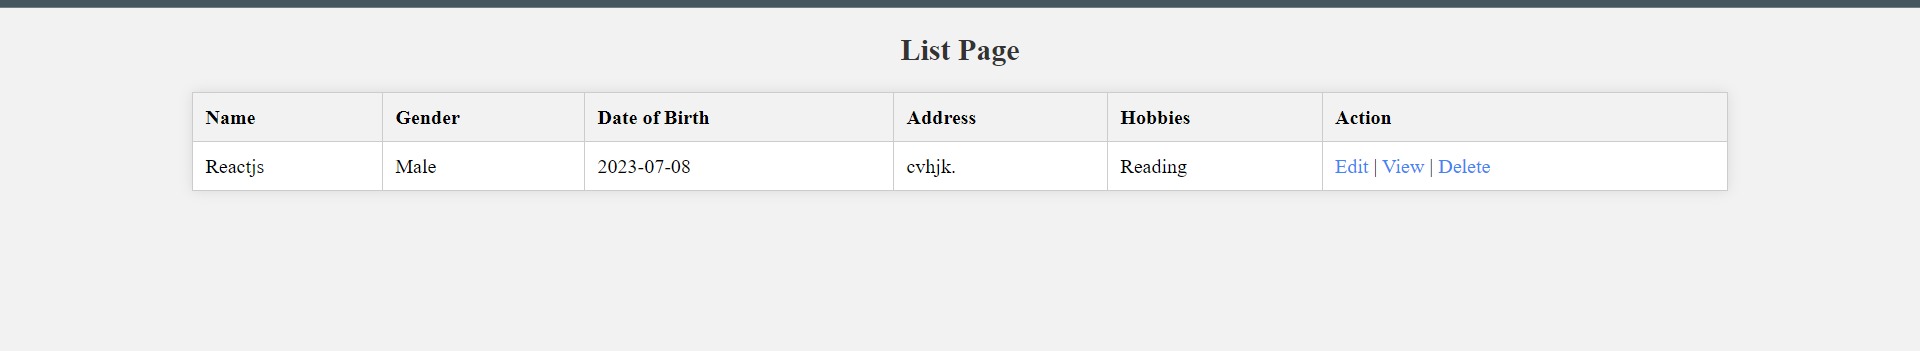 List Page
Name Gender Date of Birth Address Hobbies Action
Reactjs Male 2023-07-08 cvhjk. Reading Edit | View | Delete